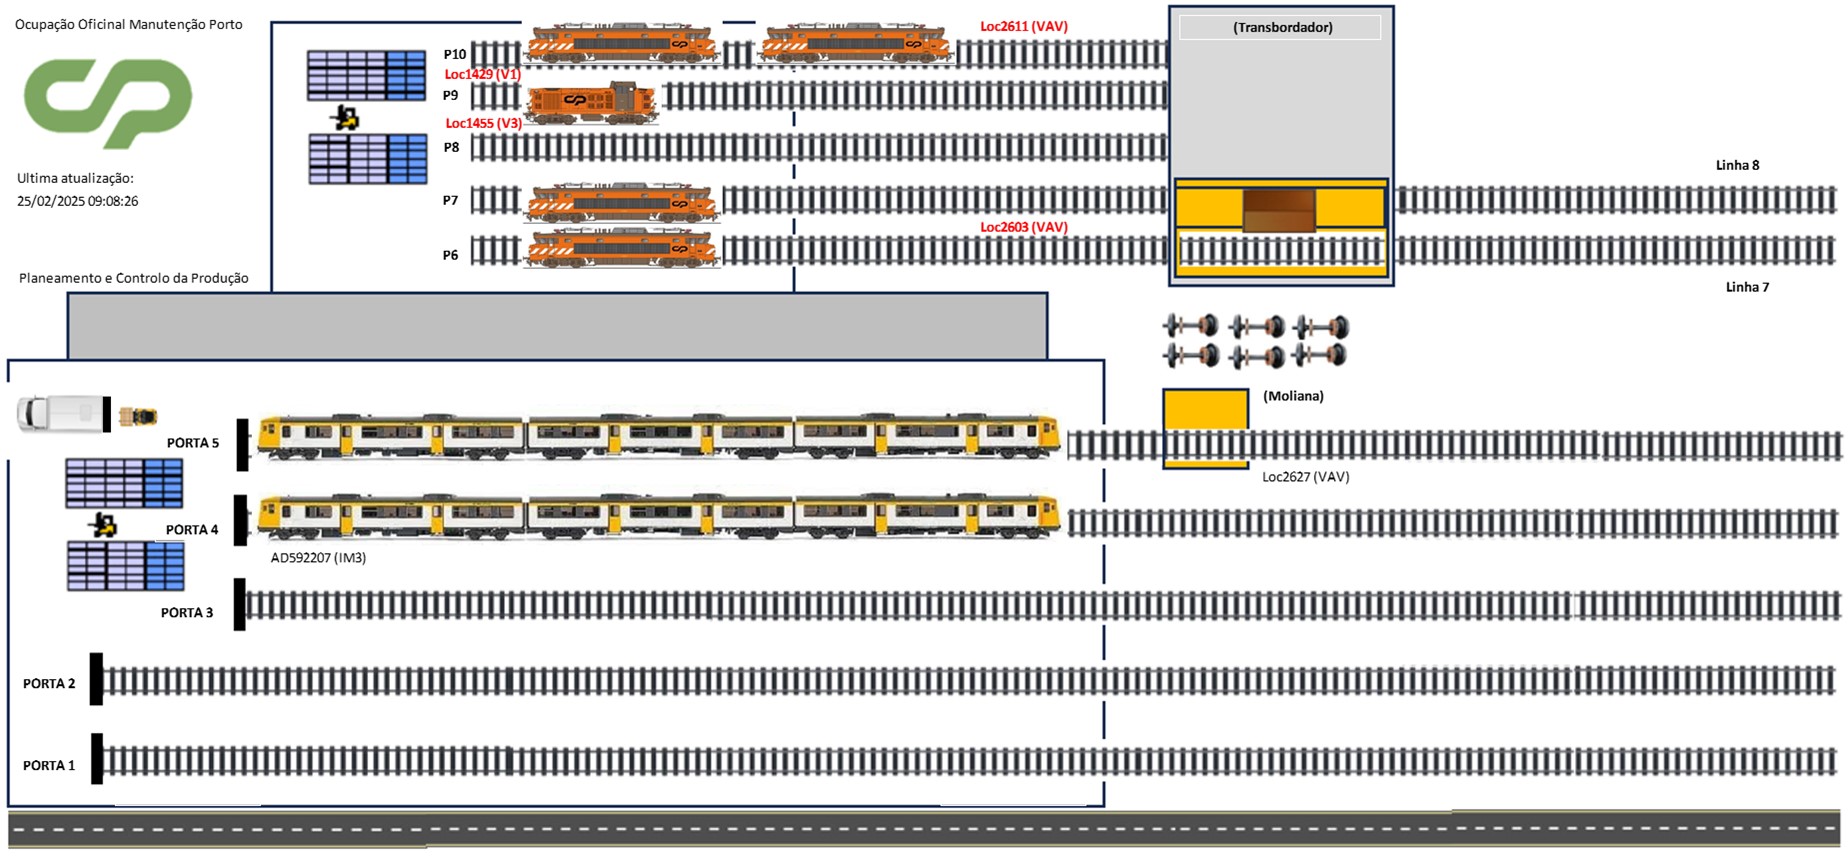 Ocupação Oficinal Manutenção Porto
Loc2611 (VAV)
(Transbordador)
P10
Loc1429 (V1)
P9
Loc1455 (V3)
P8
Linha 8
Ultima atualização:
25/02/2025 09:08:26
P7
Loc2603 (VAV)
P6
Planeamento e Controlo da Produção
Linha 7
(Moliana)
PORTA 5
Loc2627 (VAV)
PORTA 4
AD592207 (IM3)
PORTA 3
PORTA 2
PORTA 1